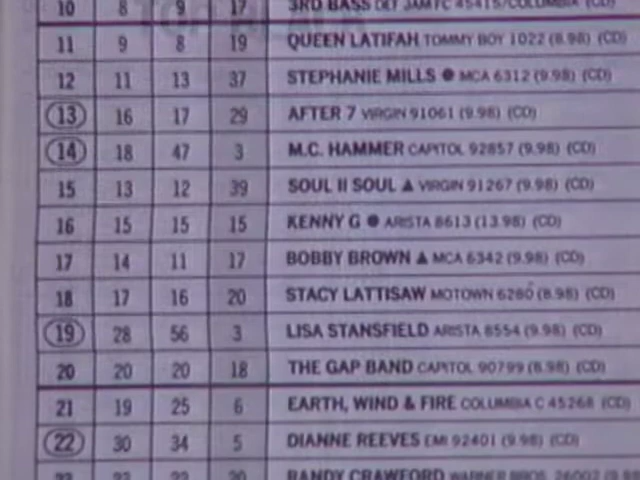 10 8 9 17 3RD BASS DEF JAM FC 45415/COLUMBIA (CD)
11 9 8 19 QUEEN LATIFAH TOMMY BOY 1022 (8.98) (CD)
12 11 13 37 STEPHANIE MILLS ● MCA 6312 (9.98) (CD)
13 16 17 29 AFTER 7 VIRGIN 91061 (9.98) (CD)
14 18 47 3 M.C. HAMMER CAPITOL 92857 (9.98) (CD)
15 13 12 39 SOUL II SOUL ▲ VIRGIN 91267 (9.98) (CD)
16 15 15 15 KENNY G ● ARISTA 8613 (13.98) (CD)
17 14 11 17 BOBBY BROWN ▲ MCA 6342 (9.98) (CD)
18 17 16 20 STACY LATTISAW MOTOWN 6280 (8.98) (CD)
19 28 56 3 LISA STANSFIELD ARISTA 8554 (9.98) (CD)
20 20 20 18 THE GAP BAND CAPITOL 90799 (8.98) (CD)
21 19 25 6 EARTH, WIND & FIRE COLUMBIA C 45268 (CD)
22 30 34 5 DIANNE REEVES EMI 92401 (9.98) (CD)
RANDY CRAWFORD WARNER BROS. 26002